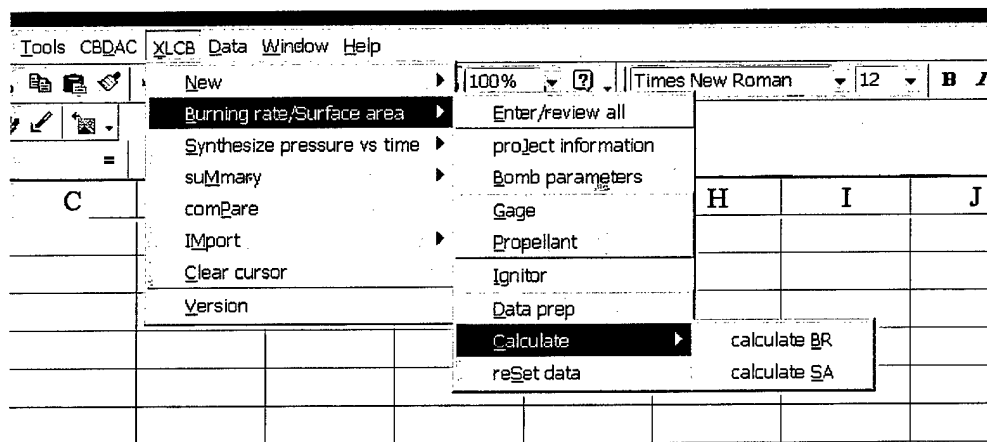 Tools CBDAC XLCB Data Window Help
100% Times New Roman 12 B I
New
Burning rate/Surface area
Synthesize pressure vs time
suMmary
comPare
IMport
Clear cursor
Version
Enter/review all
proJect information
Bomb parameters
Gage
Propellant
Ignitor
Data prep
Calculate
reSet data
calculate BR
calculate SA
=
C H I J